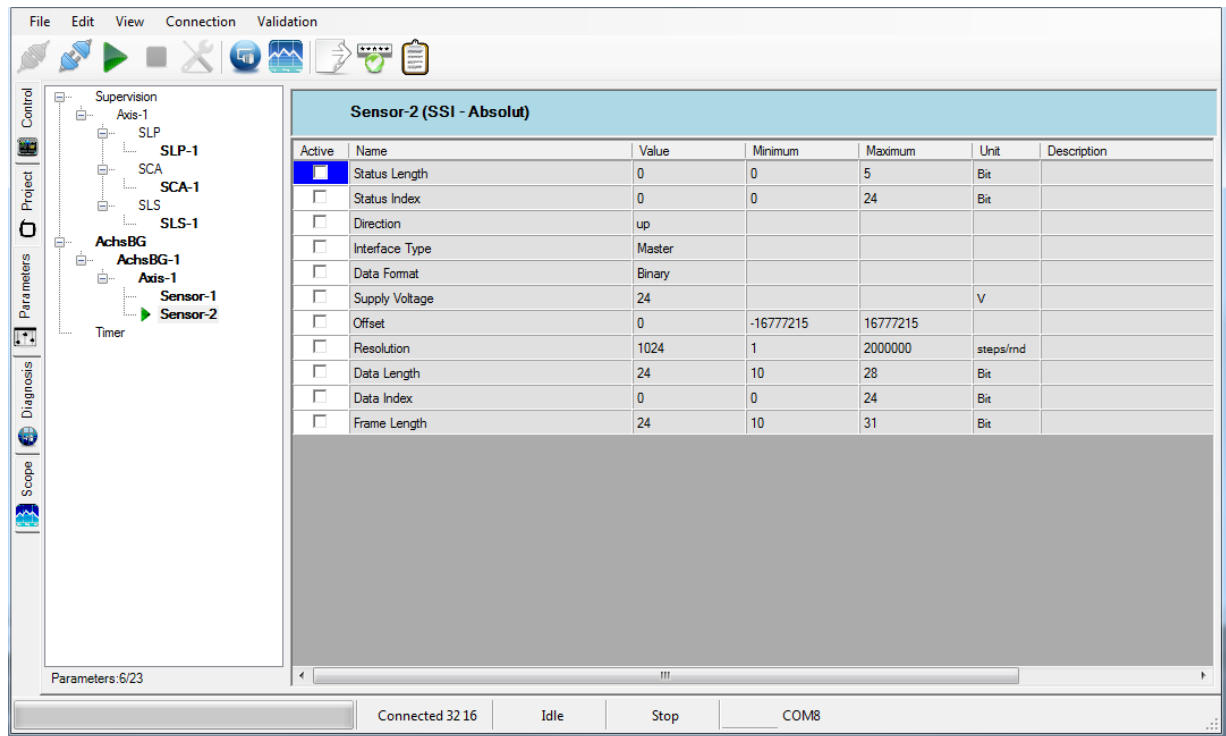 File Edit View Connection Validation
Control
Project
Parameters
Diagnosis
Scope
Supervision
Axis-1
SLP
SLP-1
SCA
SCA-1
SLS
SLS-1
AchsBG
AchsBG-1
Axis-1
Sensor-1
Sensor-2
Timer
Parameters:6/23
Sensor-2 (SSI - Absolut)
Active Name Value Minimum Maximum Unit Description
Status Length 0 0 5 Bit
Status Index 0 0 24 Bit
Direction up
Interface Type Master
Data Format Binary
Supply Voltage 24 V
Offset 0 -16777215 16777215
Resolution 1024 1 2000000 steps/rnd
Data Length 24 10 28 Bit
Data Index 0 0 24 Bit
Frame Length 24 10 31 Bit
Connected 32 16 Idle Stop COM8